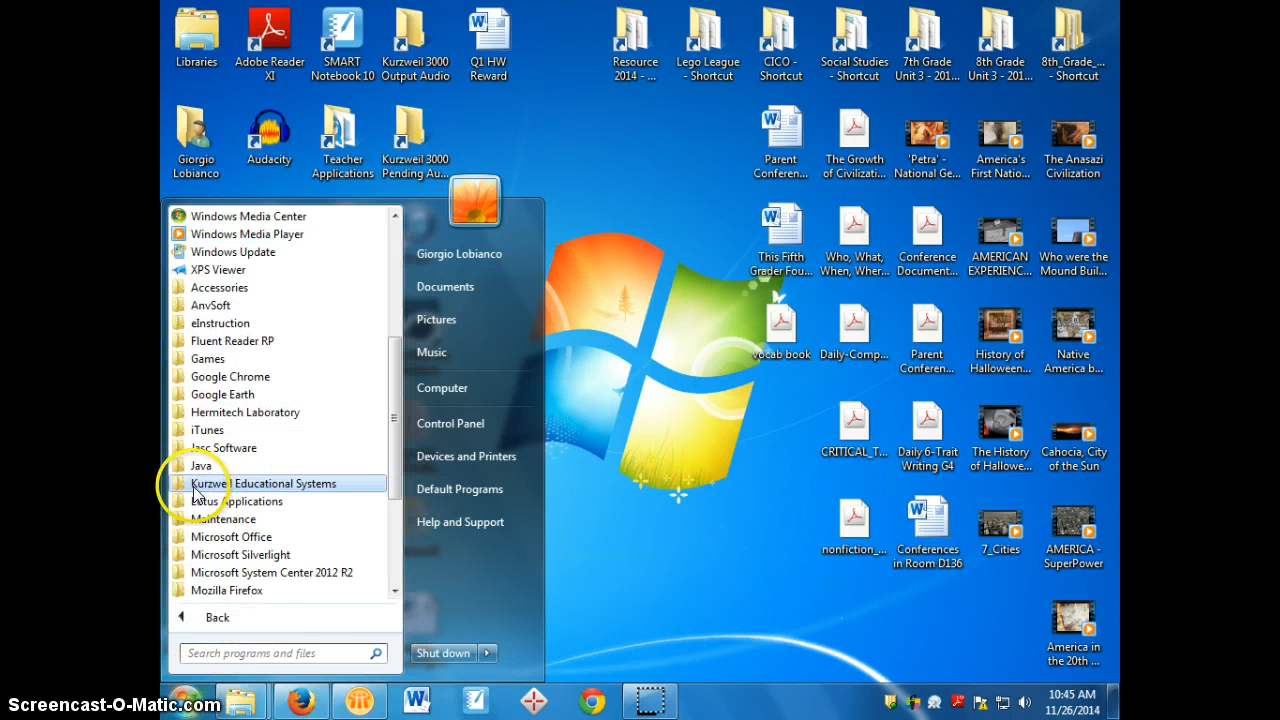 Libraries
Adobe Reader
XI
SMART
Notebook 10
Kurzweil 3000
Output Audio
Q1 HW
Reward
Resource
2014 - ...
Lego League
- Shortcut
CICO -
Shortcut
Social Studies
- Shortcut
7th Grade
Unit 3 - 201...
8th Grade
Unit 3 - 201...
8th_Grade_...
- Shortcut
Giorgio
Lobianco
Audacity
Teacher
Applications
Kurzweil 3000
Pending Au...
Parent
Conferen...
The Growth
of Civilizati...
'Petra' -
National Ge...
America's
First Natio...
The Anasazi
Civilization
This Fifth
Grader Fou...
Who, What,
When, Wher...
Conference
Document...
AMERICAN
EXPERIENC...
Who were the
Mound Buil...
vocab book
Daily-Comp...
Parent
Conferen...
History of
Halloween...
Native
America b...
CRITICAL_T...
Daily 6-Trait
Writing G4
The History
of Hallowe...
Cahocia, City
of the Sun
nonfiction_...
Conferences
in Room D136
7_Cities
AMERICA -
SuperPower
America in
the 20th ...
Windows Media Center
Windows Media Player
Windows Update
XPS Viewer
Accessories
AnvSoft
eInstruction
Fluent Reader RP
Games
Google Chrome
Google Earth
Hermitech Laboratory
iTunes
Jasc Software
Java
Kurzweil Educational Systems
Lotus Applications
Maintenance
Microsoft Office
Microsoft Silverlight
Microsoft System Center 2012 R2
Mozilla Firefox
Back
Search programs and files
Giorgio Lobianco
Documents
Pictures
Music
Computer
Control Panel
Devices and Printers
Default Programs
Help and Support
Shut down
10:45 AM
11/26/2014
Screencast-O-Matic.com